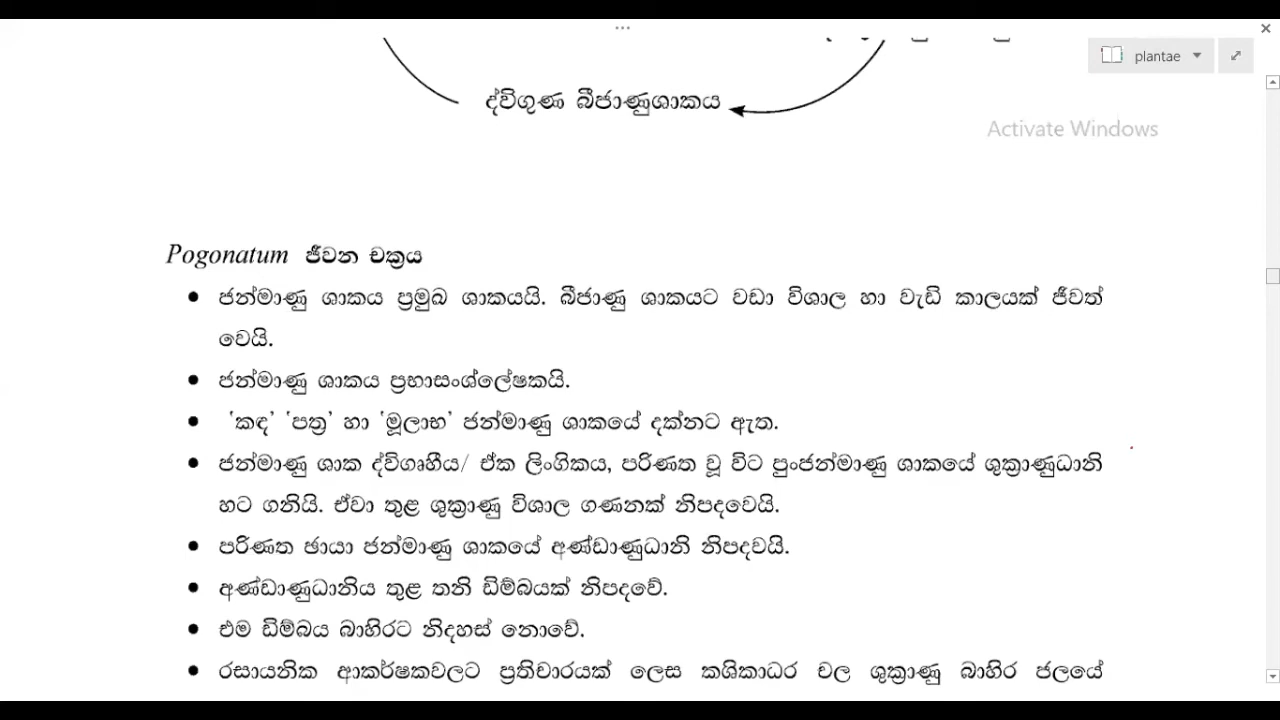 plantae
ද්විගුණ බීජාණුශාකය
Activate Windows
Pogonatum ජීවන චක්‍රය
• ජන්මාණු ශාකය ප්‍රමුඛ ශාකයයි. බීජාණු ශාකයට වඩා විශාල හා වැඩි කාලයක් ජීවත්
වෙයි.
• ජන්මාණු ශාකය ප්‍රභාසංශ්ලේෂකයි.
• ‘කඳ’ ‘පත්‍ර’ හා ‘මූලාභ’ ජන්මාණු ශාකයේ දක්නට ඇත.
• ජන්මාණු ශාක ද්විගෘහීය/ ඒක ලිංගිකය, පරිණත වූ විට පුංජන්මාණු ශාකයේ ශුක්‍රාණුධානි
හට ගනියි. ඒවා තුළ ශුක්‍රාණු විශාල ගණනක් නිපදවෙයි.
• පරිණත ඡායා ජන්මාණු ශාකයේ අණ්ඩාණුධානි නිපදවයි.
• අණ්ඩාණුධානිය තුළ තනි ඩිම්බයක් නිපදවේ.
• එම ඩිම්බය බාහිරට නිදහස් නොවේ.
• රසායනික ආකර්ෂකවලට ප්‍රතිචාරයක් ලෙස කශිකාධර චල ශුක්‍රාණු බාහිර ජලයේ